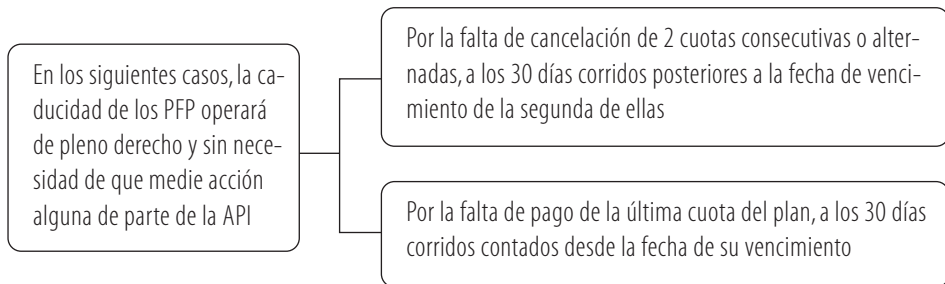 En los siguientes casos, la ca-
ducidad de los PFP operará
de pleno derecho y sin nece-
sidad de que medie acción
alguna de parte de la API
Por la falta de cancelación de 2 cuotas consecutivas o alter-
nadas, a los 30 días corridos posteriores a la fecha de venci-
miento de la segunda de ellas
Por la falta de pago de la última cuota del plan, a los 30 días
corridos contados desde la fecha de su vencimiento